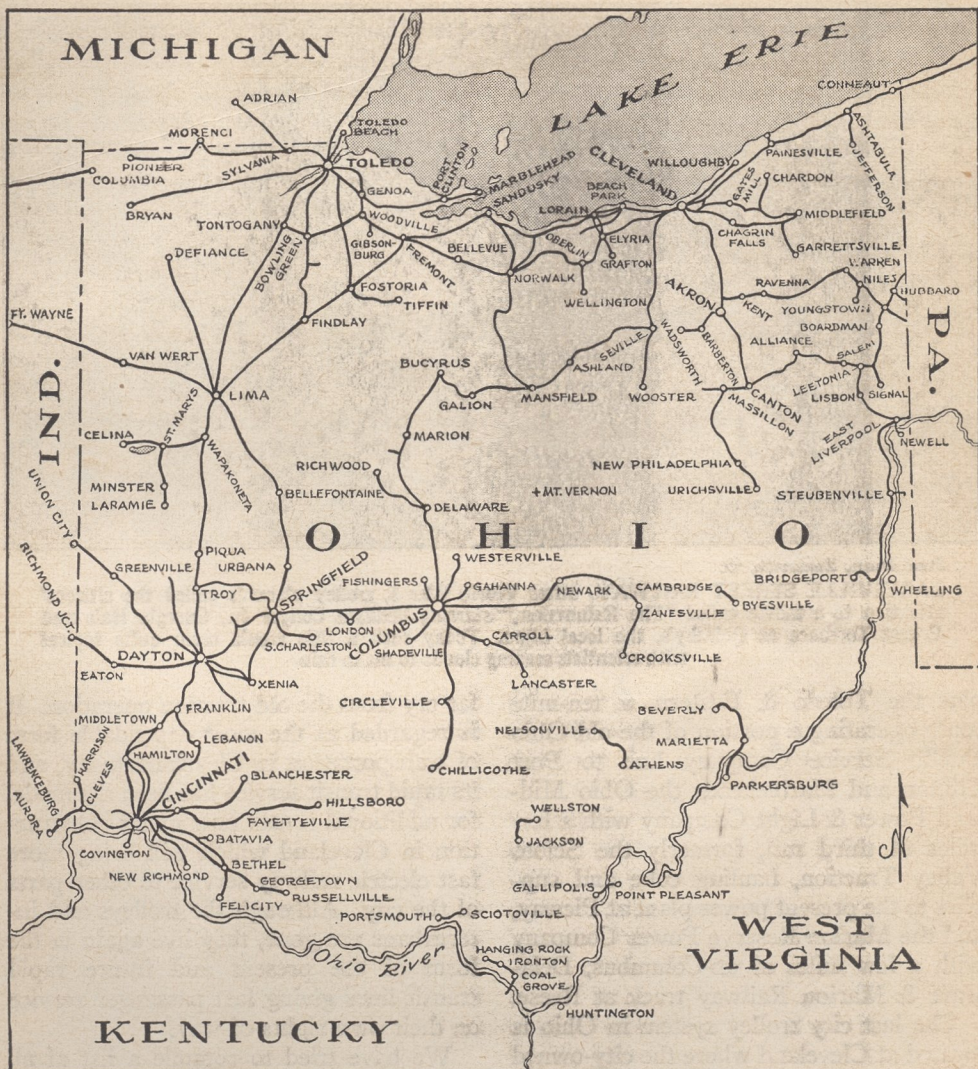 MICHIGAN
LAKE ERIE
CONNEAUT
ADRIAN
TOLEDO
BEACH
MORENCI
ASHTABULA
PIONEER
SYLVANIA
TOLEDO
PORT
CLINTON
MARBLEHEAD
CLEVELAND
WILLOUGHBY
PAINESVILLE
JEFFERSON
COLUMBIA
GENOA
SANDUSKY
BEACH
PARK
GATES
MILL
CHARDON
BRYAN
WOODVILLE
LORAIN
MIDDLEFIELD
TONTOGANY
GIBSON-
BURG
BELLEVUE
OBERLIN
ELYRIA
CHAGRIN
FALLS
DEFIANCE
BOWLING
GREEN
FREMONT
GRAFTON
GARRETTSVILLE
NORWALK
WARREN
FOSTORIA
TIFFIN
WELLINGTON
AKRON
RAVENNA
NILES
HUBBARD
FT. WAYNE
FINDLAY
KENT
YOUNGSTOWN
BOARDMAN
PA.
VAN WERT
BUCYRUS
SEVILLE
ASHLAND
WADSWORTH
BARBERTON
ALLIANCE
SALEM
LEETONIA
IND.
LIMA
GALION
MANSFIELD
WOOSTER
CANTON
MASSILLON
LISBON
SIGNAL
CELINA
ST. MARYS
WAPAKONETA
MARION
EAST
LIVERPOOL
NEWELL
UNION CITY
MINSTER
LARAMIE
RICHWOOD
BELLEFONTAINE
NEW PHILADELPHIA
+MT. VERNON
URICHSVILLE
STEUBENVILLE
DELAWARE
OHIO
RICHMOND JCT.
GREENVILLE
PIQUA
URBANA
WESTERVILLE
TROY
SPRINGFIELD
FISHINGERS
GAHANNA
NEWARK
CAMBRIDGE
BRIDGEPORT
WHEELING
BYESVILLE
LONDON
COLUMBUS
ZANESVILLE
DAYTON
S. CHARLESTON
SHADEVILLE
CARROLL
CROOKSVILLE
EATON
XENIA
LANCASTER
FRANKLIN
CIRCLEVILLE
MIDDLETOWN
NELSONVILLE
BEVERLY
LEBANON
MARIETTA
LAWRENCEBURG
HARRISON
HAMILTON
CHILLICOTHE
ATHENS
AURORA
CLEVES
CINCINNATI
BLANCHESTER
PARKERSBURG
HILLSBORO
FAYETTEVILLE
WELLSTON
BATAVIA
JACKSON
N
COVINGTON
NEW RICHMOND
BETHEL
GEORGETOWN
RUSSELLVILLE
FELICITY
GALLIPOLIS
POINT PLEASANT
PORTSMOUTH
SCIOTOVILLE
WEST
VIRGINIA
Ohio River
HANGING ROCK
IRONTON
COAL
GROVE
HUNTINGTON
KENTUCKY